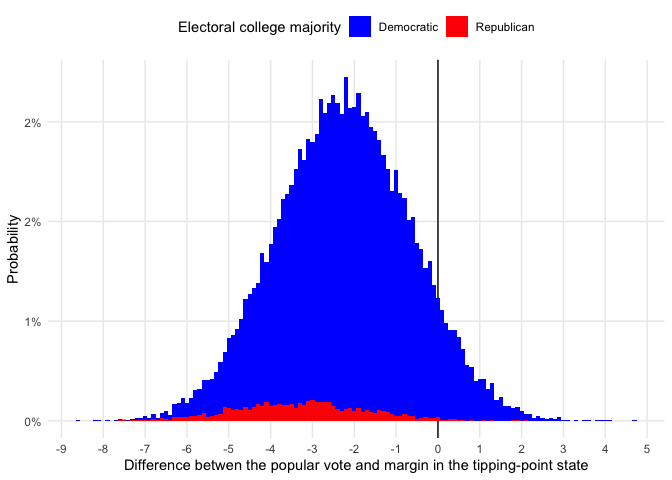 Electoral college majority Democratic Republican
Probability
2%
2%
1%
0%
-9 -8 -7 -6 -5 -4 -3 -2 -1 0 1 2 3 4 5
Difference betwen the popular vote and margin in the tipping-point state